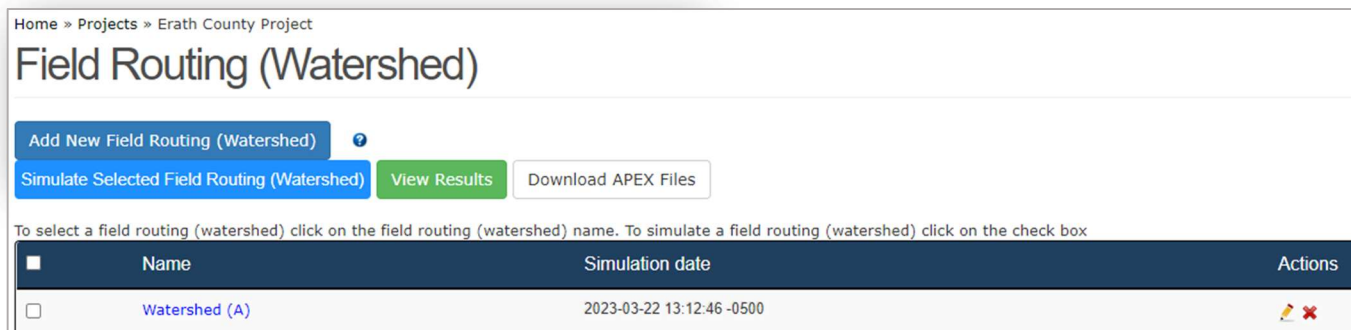 Home » Projects » Erath County Project
Field Routing (Watershed)
Add New Field Routing (Watershed) ?
Simulate Selected Field Routing (Watershed) View Results Download APEX Files
To select a field routing (watershed) click on the field routing (watershed) name. To simulate a field routing (watershed) click on the check box
Name Simulation date Actions
Watershed (A) 2023-03-22 13:12:46 -0500